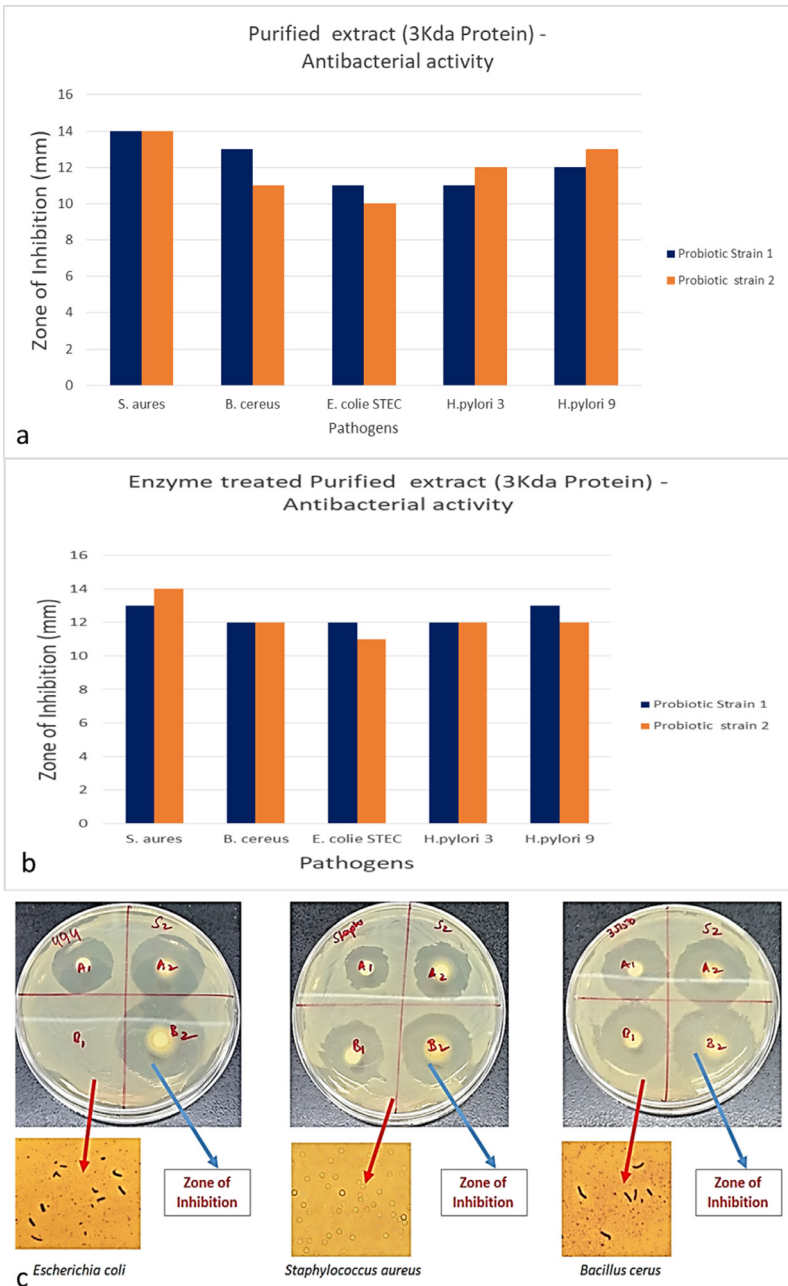 Purified extract (3Kda Protein) -
Antibacterial activity
Zone of Inhibition (mm)
16
14
12
10
8
6
4
2
0
S. aures
B. cereus
E. colie STEC
H.pylori 3
H.pylori 9
Pathogens
Probiotic Strain 1
Probiotic strain 2
a
Enzyme treated Purified extract (3Kda Protein) -
Antibacterial activity
Zone of Inhibition (mm)
16
14
12
10
8
6
4
2
0
S. aures
B. cereus
E. colie STEC
H.pylori 3
H.pylori 9
Pathogens
Probiotic Strain 1
Probiotic strain 2
b
S2
A1
A2
B2
S2
A1
A2
B1
B2
S2
A1
A2
B1
B2
Zone of
Inhibition
Zone of
Inhibition
Zone of
Inhibition
Escherichia coli
Staphylococcus aureus
Bacillus cerus
c